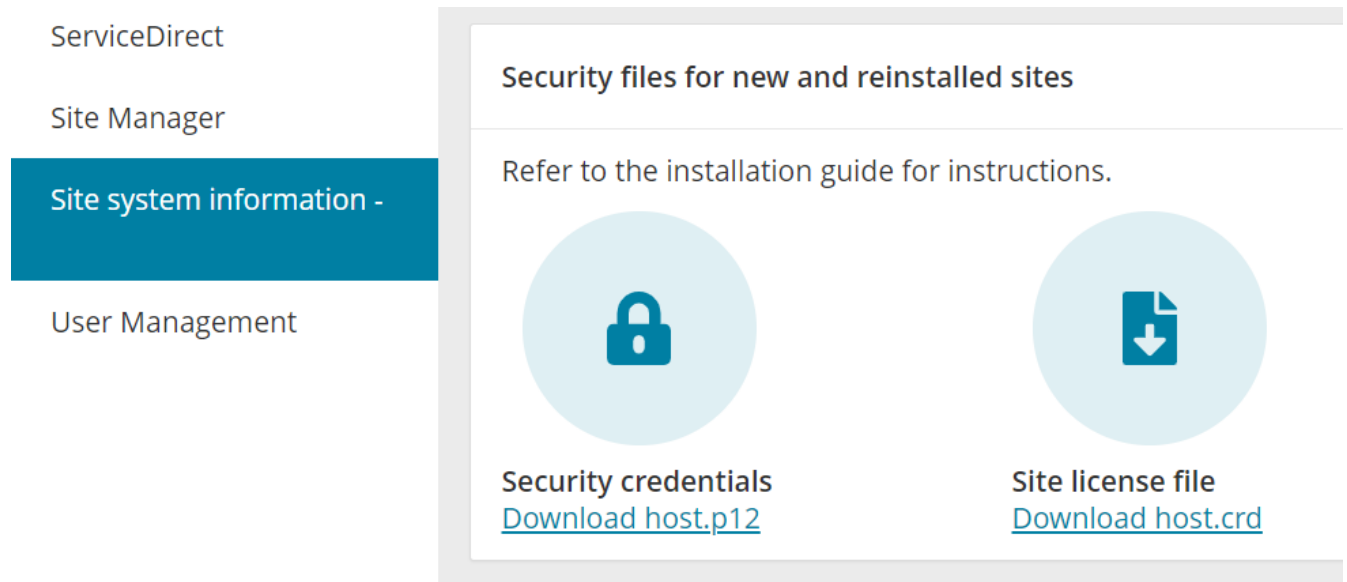 ServiceDirect
Site Manager
Site system information -
User Management
Security files for new and reinstalled sites
Refer to the installation guide for instructions.
Security credentials
Download host.p12
Site license file
Download host.crd